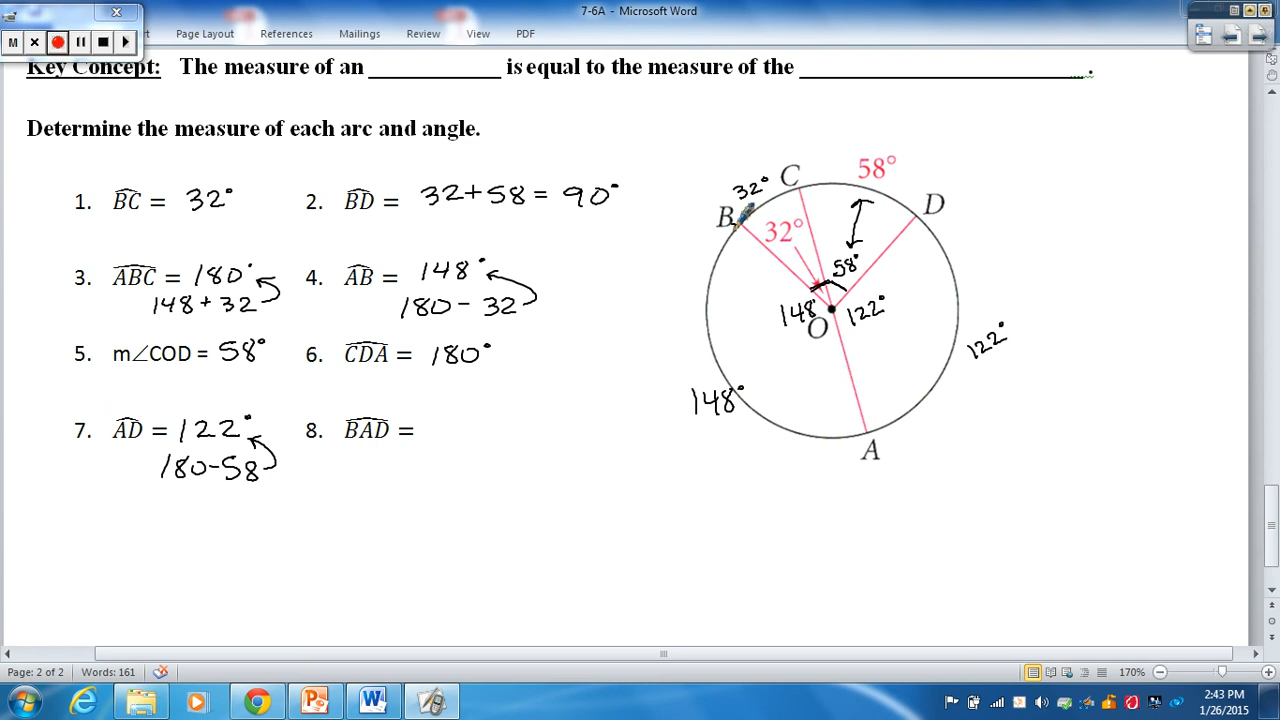 7-6A - Microsoft Word
Page Layout References Mailings Review View PDF
M
Key Concept: The measure of an ____________ is equal to the measure of the __________________________.
Determine the measure of each arc and angle.
1. BC = 32°
2. BD = 32+58 = 90°
3. ABC = 180°
148+32
4. AB = 148°
180-32
5. m∠COD = 58°
6. CDA = 180°
7. AD = 122°
180-58
8. BAD =
32° C 58°
B D
32°
58°
148° 122°
O
122°
148°
A
Page: 2 of 2 Words: 161 170%
2:43 PM
1/26/2015